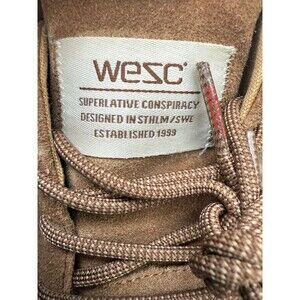 wesc
SUPERLATIVE CONSPIRACY
DESIGNED IN STHLM/SWE
ESTABLISHED 1999